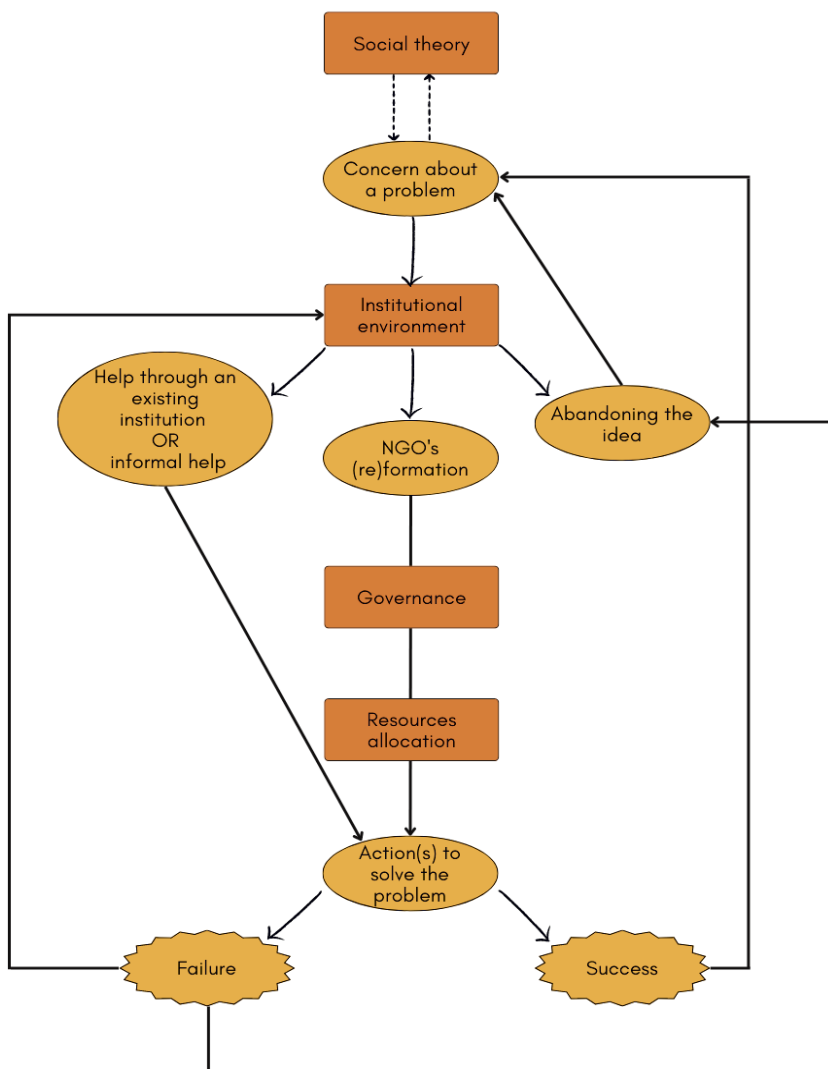 Social theory
Concern about
a problem
Institutional
environment
Help through an
existing
institution
OR
informal help
NGO's
(re)formation
Abandoning the
idea
Governance
Resources
allocation
Action(s) to
solve the
problem
Failure
Success